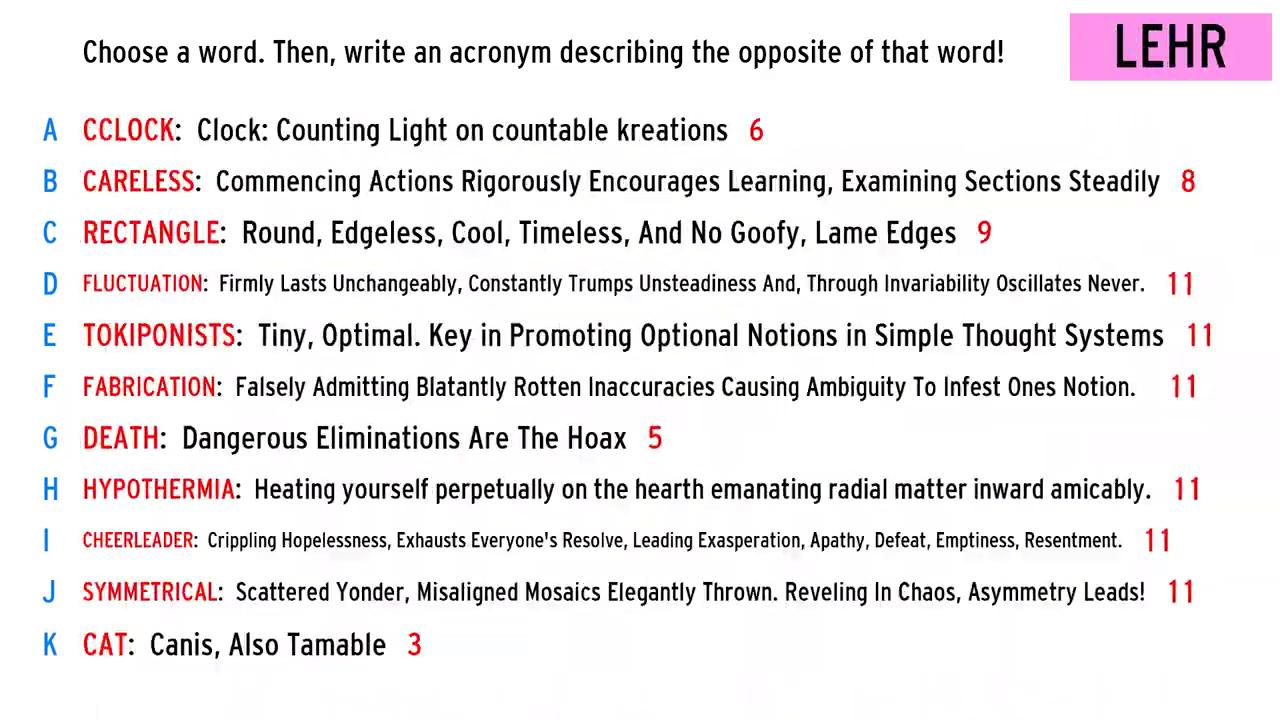 Choose a word. Then, write an acronym describing the opposite of that word!
LEHR
A CCLOCK: Clock: Counting Light on countable kreations 6
B CARELESS: Commencing Actions Rigorously Encourages Learning, Examining Sections Steadily 8
C RECTANGLE: Round, Edgeless, Cool, Timeless, And No Goofy, Lame Edges 9
D FLUCTUATION: Firmly Lasts Unchangeably, Constantly Trumps Unsteadiness And, Through Invariability Oscillates Never. 11
E TOKIPONISTS: Tiny, Optimal. Key in Promoting Optional Notions in Simple Thought Systems 11
F FABRICATION: Falsely Admitting Blatantly Rotten Inaccuracies Causing Ambiguity To Infest Ones Notion. 11
G DEATH: Dangerous Eliminations Are The Hoax 5
H HYPOTHERMIA: Heating yourself perpetually on the hearth emanating radial matter inward amicably. 11
I CHEERLEADER: Crippling Hopelessness, Exhausts Everyone's Resolve, Leading Exasperation, Apathy, Defeat, Emptiness, Resentment. 11
J SYMMETRICAL: Scattered Yonder, Misaligned Mosaics Elegantly Thrown. Reveling In Chaos, Asymmetry Leads! 11
K CAT: Canis, Also Tamable 3